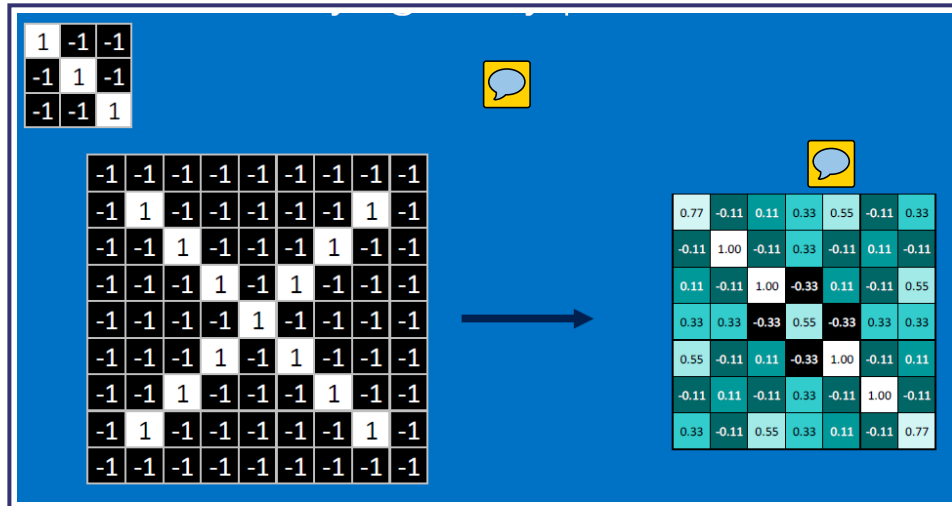 1 -1 -1
-1 1 -1
-1 -1 1
-1 -1 -1 -1 -1 -1 -1 -1 -1
-1 1 -1 -1 -1 -1 -1 1 -1
-1 -1 1 -1 -1 -1 1 -1 -1
-1 -1 -1 1 -1 1 -1 -1 -1
-1 -1 -1 -1 1 -1 -1 -1 -1
-1 -1 -1 1 -1 1 -1 -1 -1
-1 -1 1 -1 -1 -1 1 -1 -1
-1 1 -1 -1 -1 -1 -1 1 -1
-1 -1 -1 -1 -1 -1 -1 -1 -1
0.77 -0.11 0.11 0.33 0.55 -0.11 0.33
-0.11 1.00 -0.11 0.33 -0.11 0.11 -0.11
0.11 -0.11 1.00 -0.33 0.11 -0.11 0.55
0.33 0.33 -0.33 0.55 -0.33 0.33 0.33
0.55 -0.11 0.11 -0.33 1.00 -0.11 0.11
-0.11 0.11 -0.11 0.33 -0.11 1.00 -0.11
0.33 -0.11 0.55 0.33 0.11 -0.11 0.77